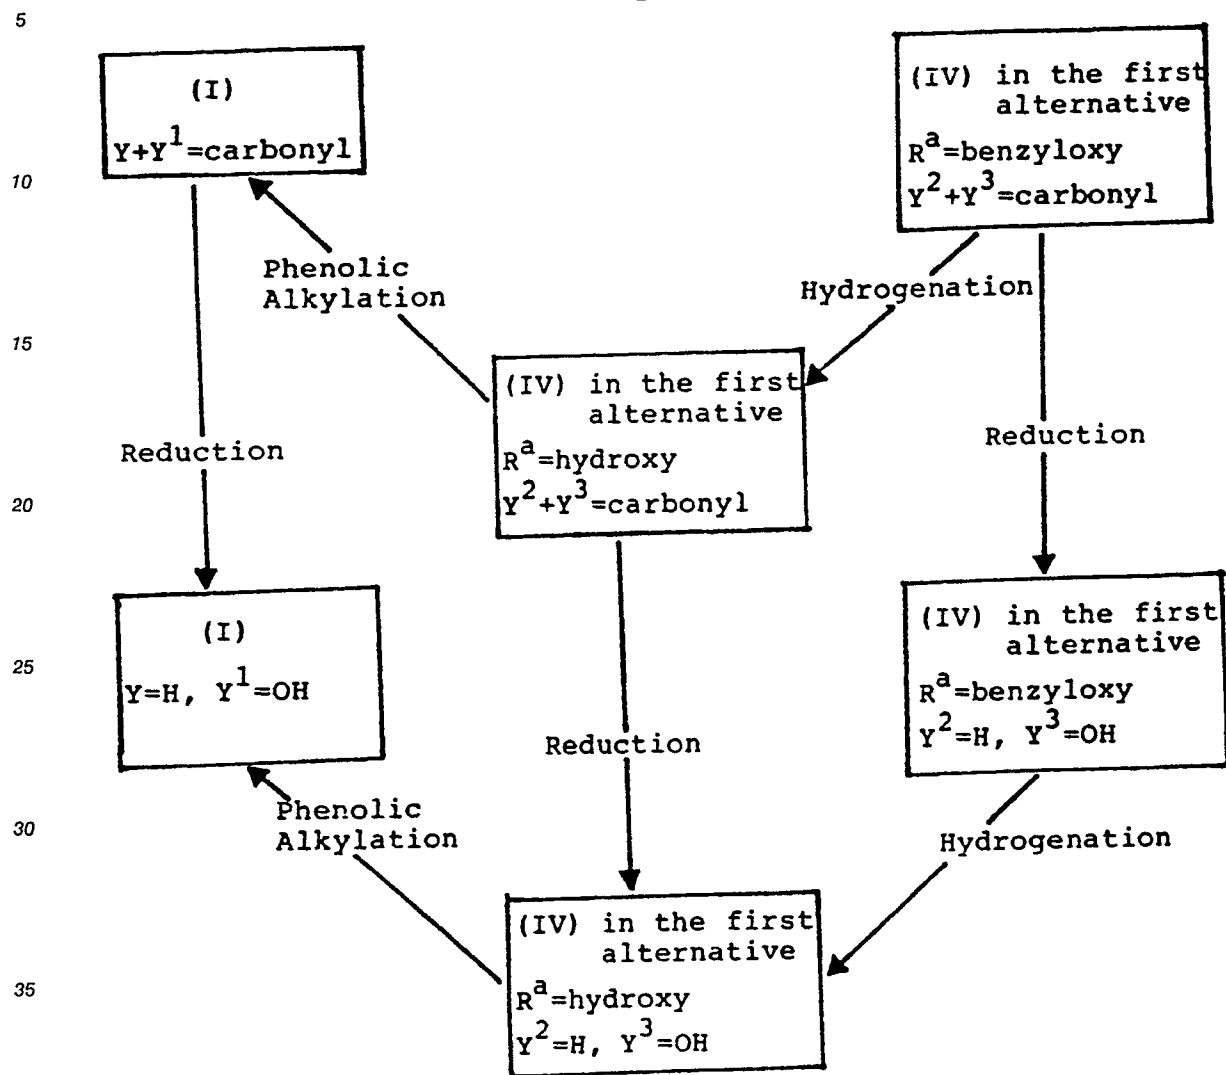 5
(I)
Y+Y¹=carbonyl
(IV) in the first
alternative
Rᵃ=benzyloxy
Y²+Y³=carbonyl
10
Phenolic
Alkylation
Hydrogenation
15
(IV) in the first
alternative
Rᵃ=hydroxy
Y²+Y³=carbonyl
Reduction
Reduction
20
(I)
Y=H, Y¹=OH
(IV) in the first
alternative
Rᵃ=benzyloxy
Y²=H, Y³=OH
25
Reduction
Phenolic
Alkylation
Hydrogenation
30
(IV) in the first
alternative
Rᵃ=hydroxy
Y²=H, Y³=OH
35